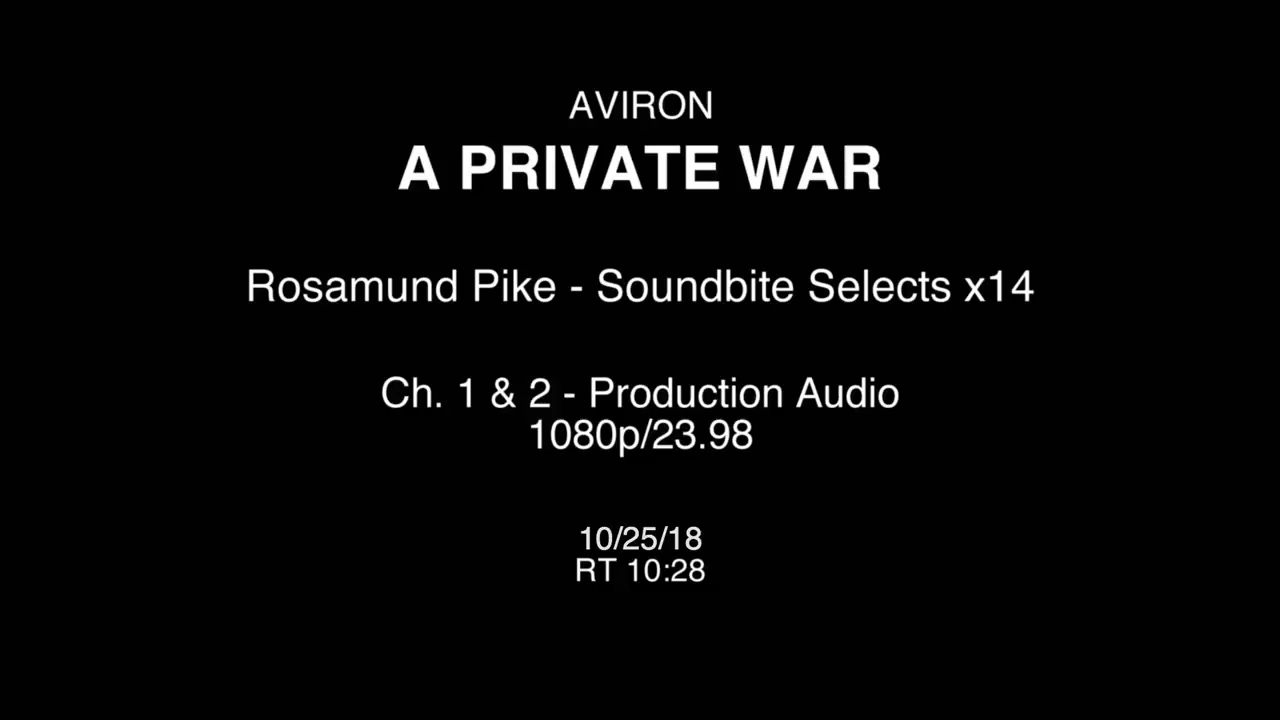 AVIRON
A PRIVATE WAR
Rosamund Pike - Soundbite Selects x14
Ch. 1 & 2 - Production Audio
1080p/23.98
10/25/18
RT 10:28